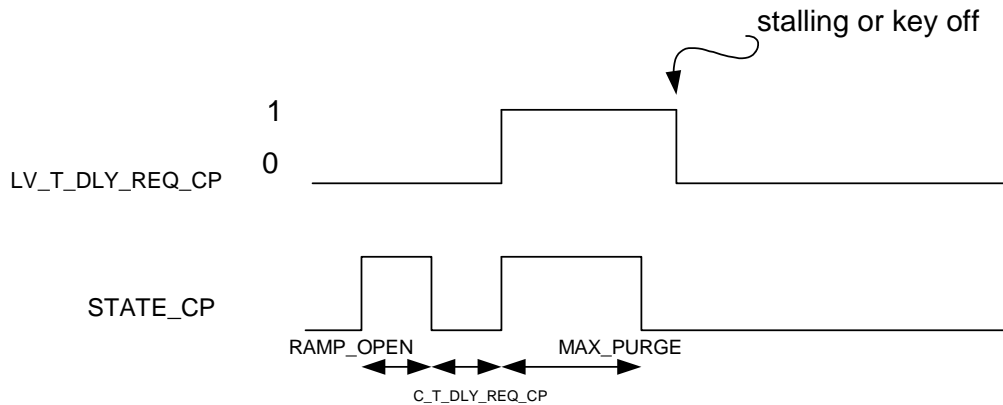 stalling or key off
1
0
LV_T_DLY_REQ_CP
STATE_CP
RAMP_OPEN
MAX_PURGE
C_T_DLY_REQ_CP